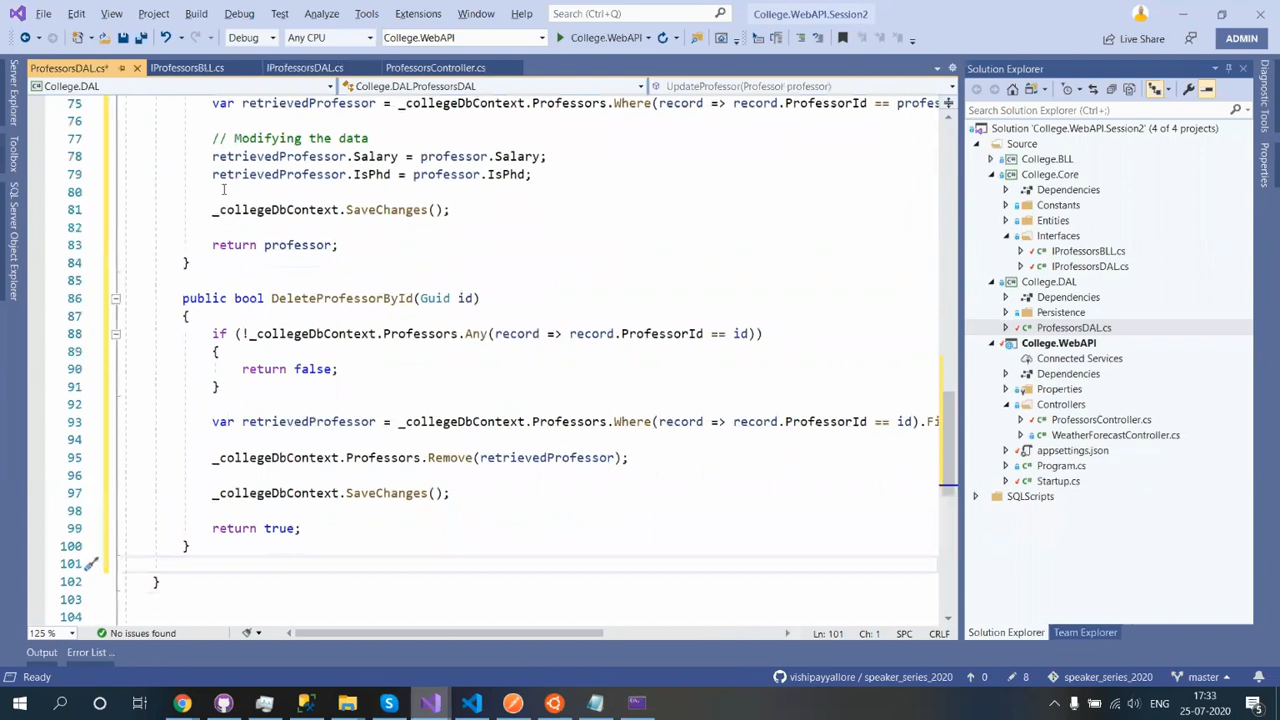 File Edit View Project Build Debug Test Analyze Tools Extensions Window Help Search (Ctrl+Q) College.WebAPI.Session2
Debug Any CPU College.WebAPI College.WebAPI Live Share ADMIN
ProfessorsDAL.cs* IProfessorsBLL.cs IProfessorsDAL.cs ProfessorsController.cs
College.DAL College.DAL.ProfessorsDAL UpdateProfessor(Professor professor)
75 var retrievedProfessor = _collegeDbContext.Professors.Where(record => record.ProfessorId == profes
76
77 // Modifying the data
78 retrievedProfessor.Salary = professor.Salary;
79 retrievedProfessor.IsPhd = professor.IsPhd;
80
81 _collegeDbContext.SaveChanges();
82
83 return professor;
84 }
85
86 public bool DeleteProfessorById(Guid id)
87 {
88 if (!_collegeDbContext.Professors.Any(record => record.ProfessorId == id))
89 {
90 return false;
91 }
92
93 var retrievedProfessor = _collegeDbContext.Professors.Where(record => record.ProfessorId == id).Fi
94
95 _collegeDbContext.Professors.Remove(retrievedProfessor);
96
97 _collegeDbContext.SaveChanges();
98
99 return true;
100 }
101
102 }
103
104
125 % No issues found Ln: 101 Ch: 1 SPC CRLF
Server Explorer
Toolbox
SQL Server Object Explorer
Solution Explorer
Search Solution Explorer (Ctrl+;)
Solution 'College.WebAPI.Session2' (4 of 4 projects)
Source
College.BLL
College.Core
Dependencies
Constants
Entities
Interfaces
IProfessorsBLL.cs
IProfessorsDAL.cs
College.DAL
Dependencies
Persistence
ProfessorsDAL.cs
College.WebAPI
Connected Services
Dependencies
Properties
Controllers
ProfessorsController.cs
WeatherForecastController.cs
appsettings.json
Program.cs
Startup.cs
SQLScripts
Solution Explorer Team Explorer
Diagnostic Tools
Properties
Output Error List ...
Ready vishipayyallore / speaker_series_2020 0 8 speaker_series_2020 master
17:33
25-07-2020
5